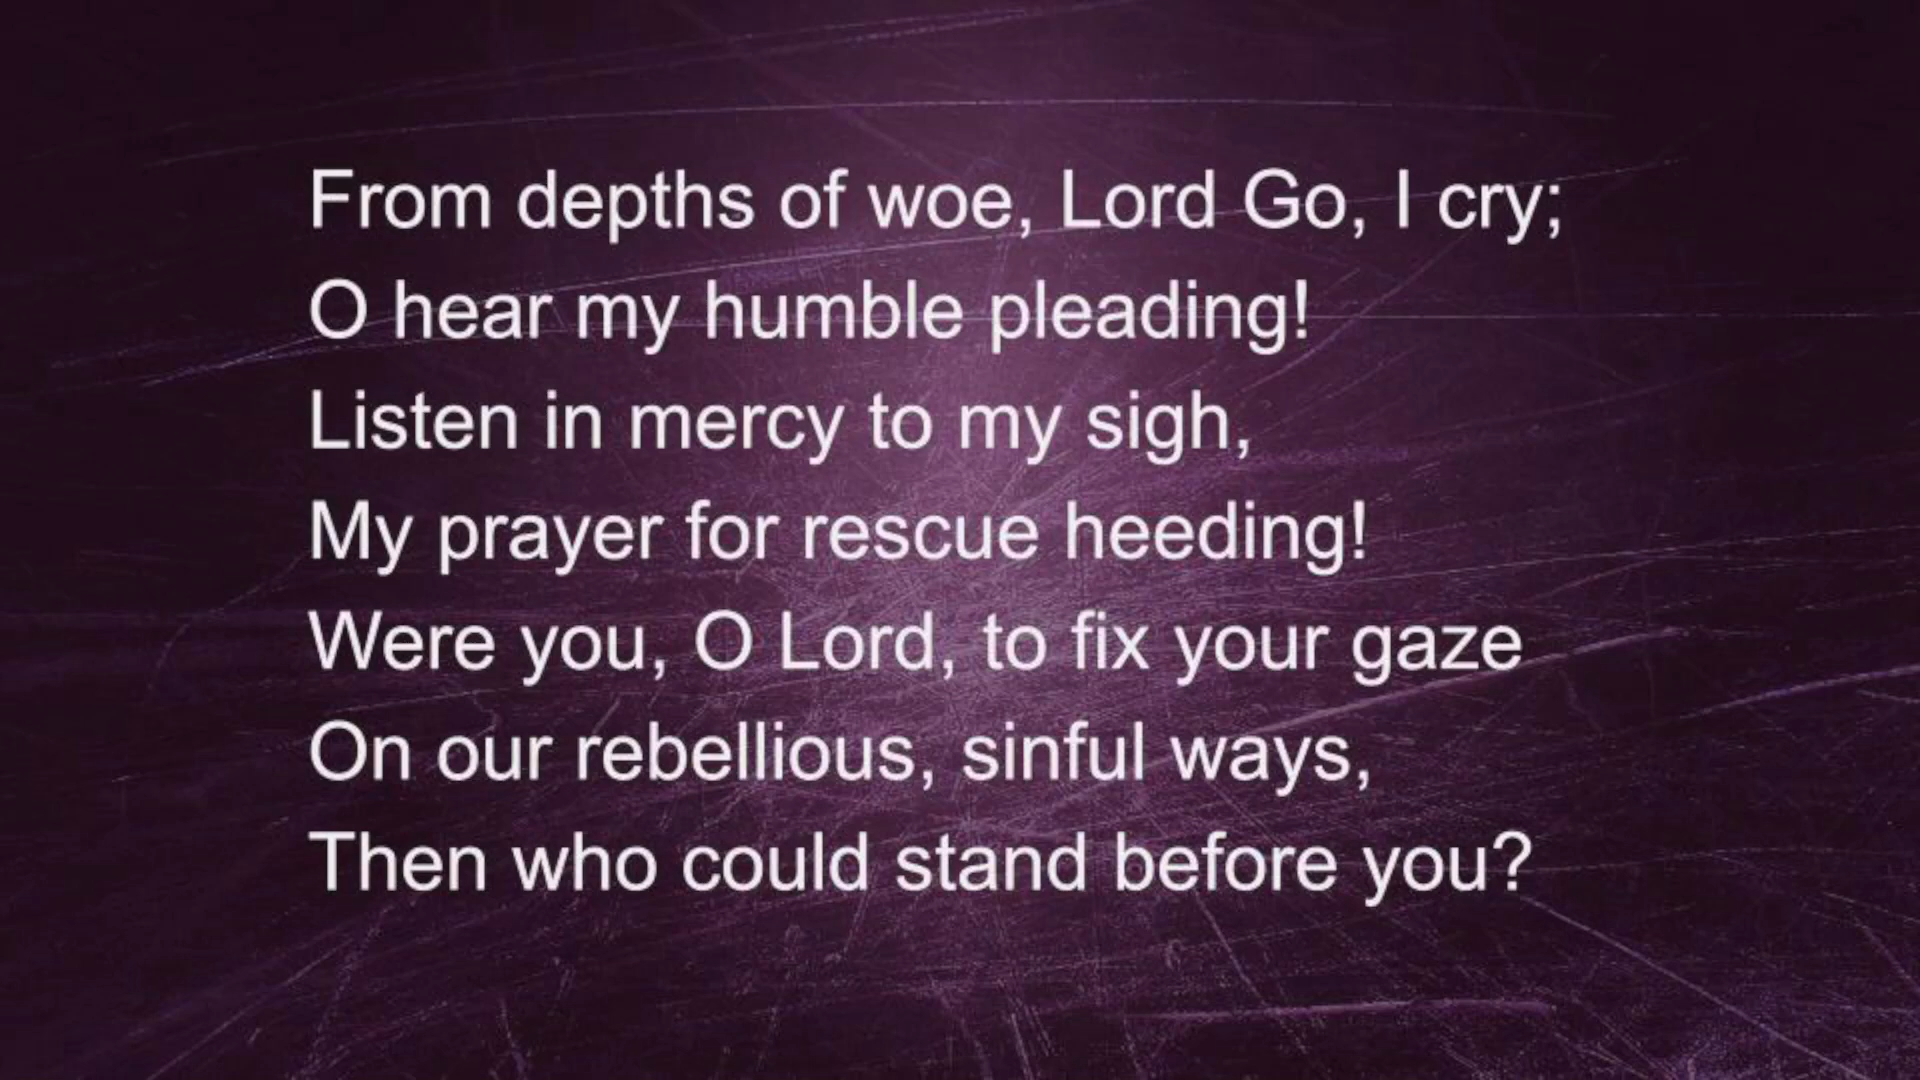 From depths of woe, Lord Go, I cry;
O hear my humble pleading!
Listen in mercy to my sigh,
My prayer for rescue heeding!
Were you, O Lord, to fix your gaze
On our rebellious, sinful ways,
Then who could stand before you?